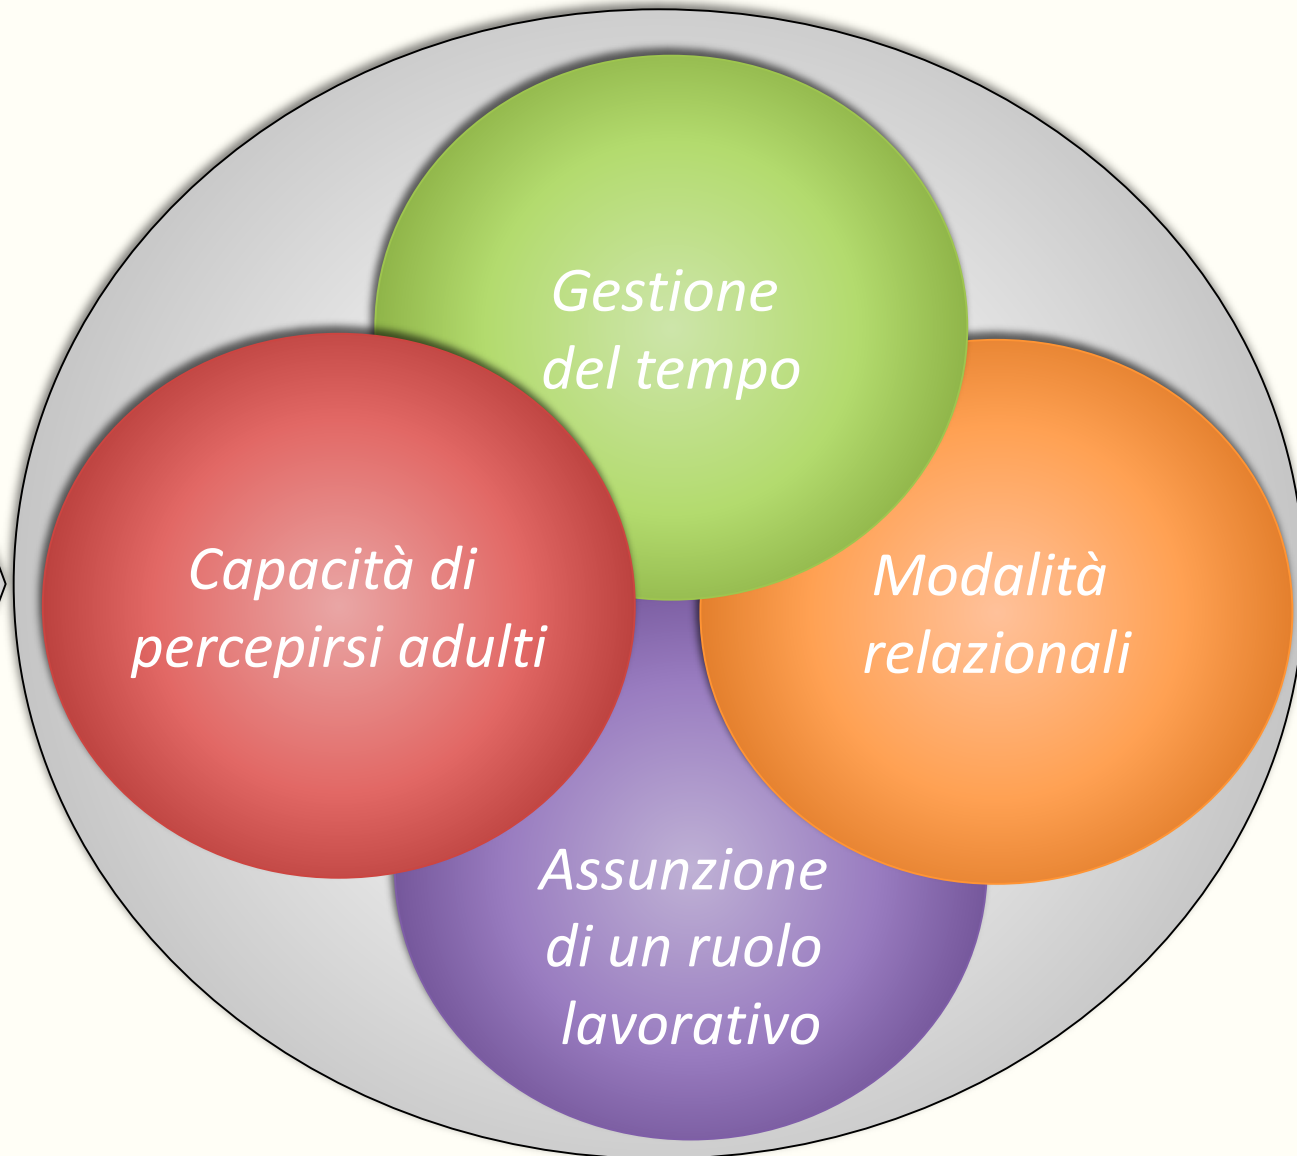 Gestione
del tempo
Capacità di
percepirsi adulti
Modalità
relazionali
Assunzione
di un ruolo
lavorativo